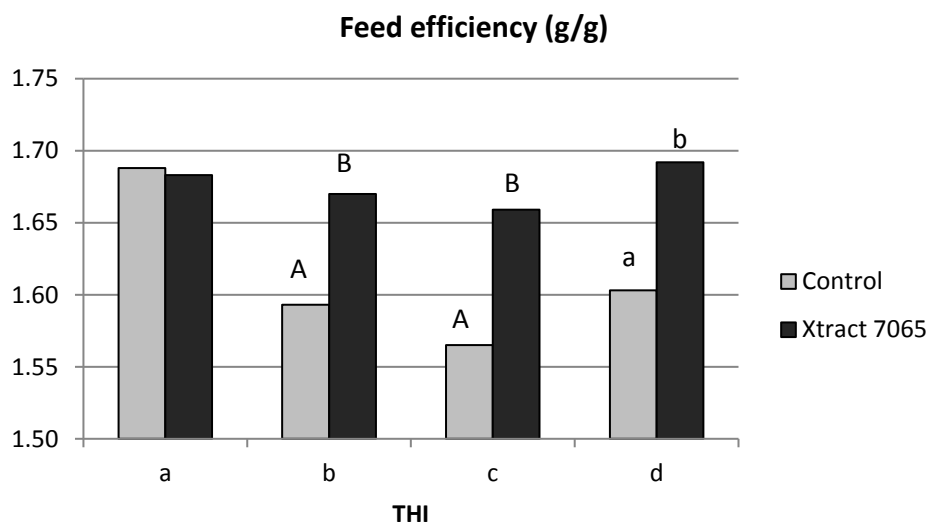 Feed efficiency (g/g)
1.75
1.70
1.65
1.60
1.55
1.50
b
B
B
a
A
A
Control
Xtract 7065
a b c d
THI